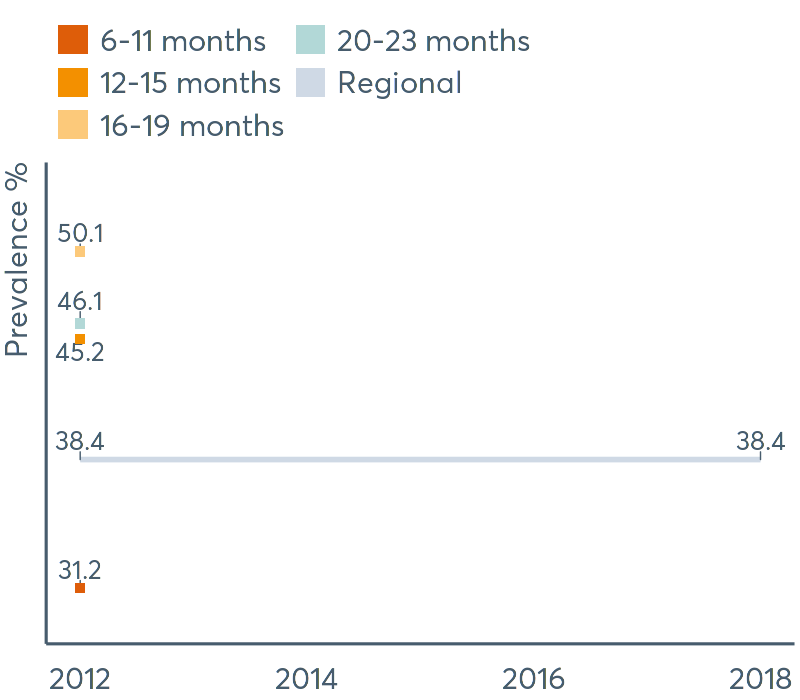 6-11 months
12-15 months
16-19 months
20-23 months
Regional
Prevalence %
50.1
46.1
45.2
38.4
38.4
31.2
2012
2014
2016
2018